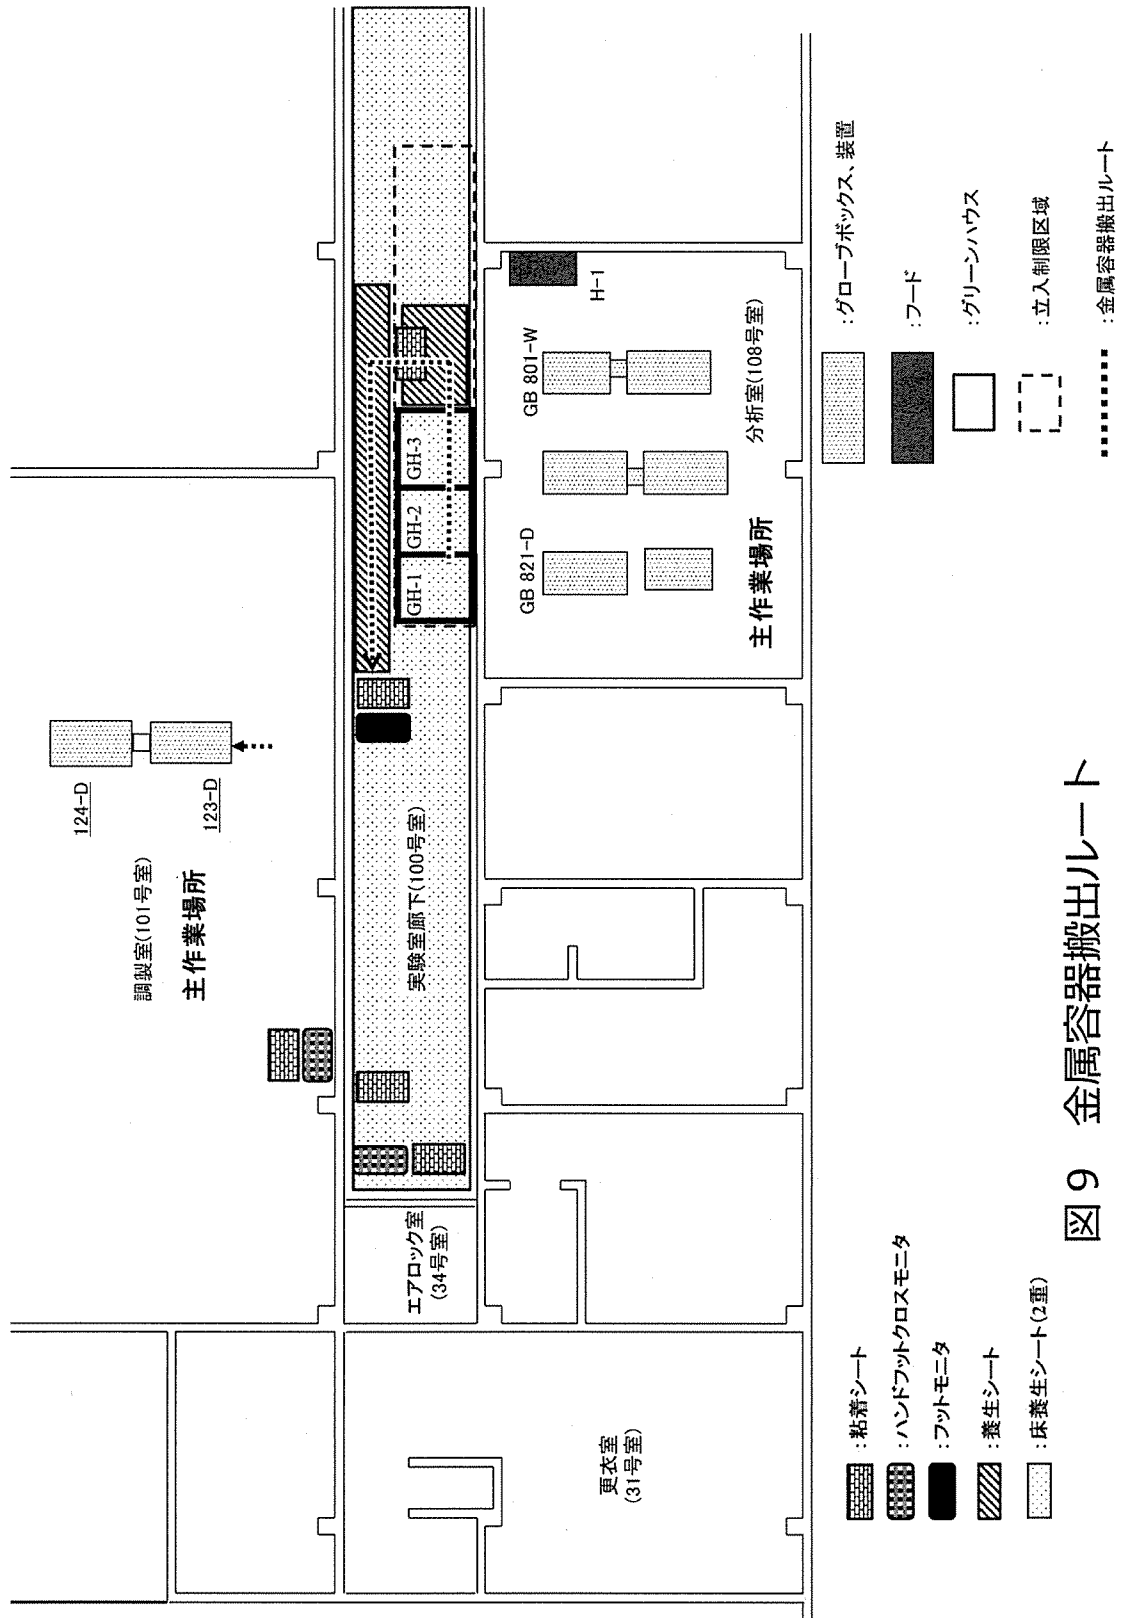 124-D
123-D
調製室(101号室)
主作業場所
GH-1
GH-2
GH-3
実験室廊下(100号室)
エアロック室
(34号室)
更衣室
(31号室)
GB 821-D
GB 801-W
H-1
分析室(108号室)
主作業場所
:粘着シート
:ハンドフットクロスモニタ
:フットモニタ
:養生シート
:床養生シート(2重)
:グローブボックス、装置
:フード
:グリーンハウス
:立入制限区域
:金属容器搬出ルート
図9 金属容器搬出ルート